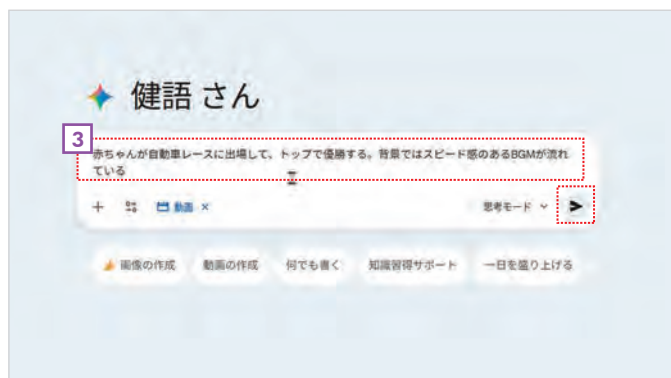 健語 さん
3
赤ちゃんが自動車レースに出場して、トップで優勝する。背景ではスピード感のあるBGMが流れ
ている
動画 ×
思考モード
画像の作成 動画の作成 何でも書く 知識習得サポート 一日を盛り上げる